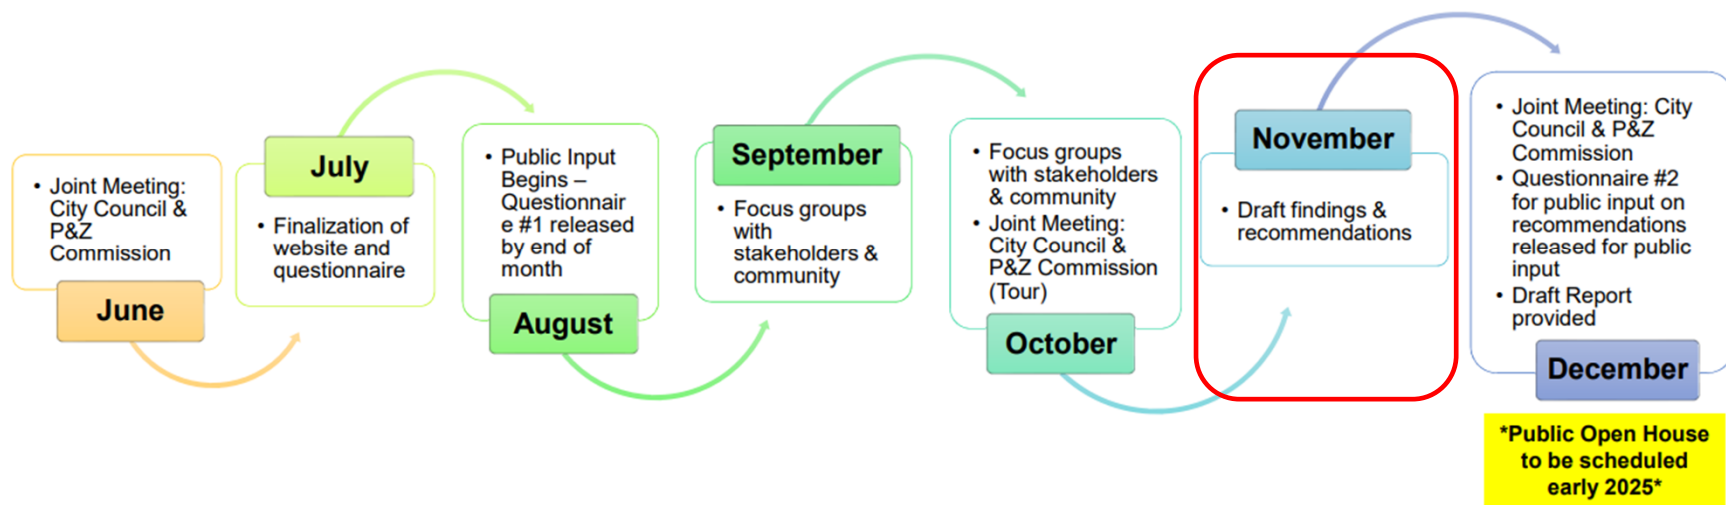 • Joint Meeting:
City Council &
P&Z
Commission
June
July
• Finalization of
website and
questionnaire
• Public Input
Begins –
Questionnair
e #1 released
by end of
month
August
September
• Focus groups
with
stakeholders &
community
• Focus groups
with stakeholders
& community
• Joint Meeting:
City Council &
P&Z Commission
(Tour)
October
November
• Draft findings &
recommendations
• Joint Meeting: City
Council & P&Z
Commission
• Questionnaire #2
for public input on
recommendations
released for public
input
• Draft Report
provided
December
*Public Open House
to be scheduled
early 2025*